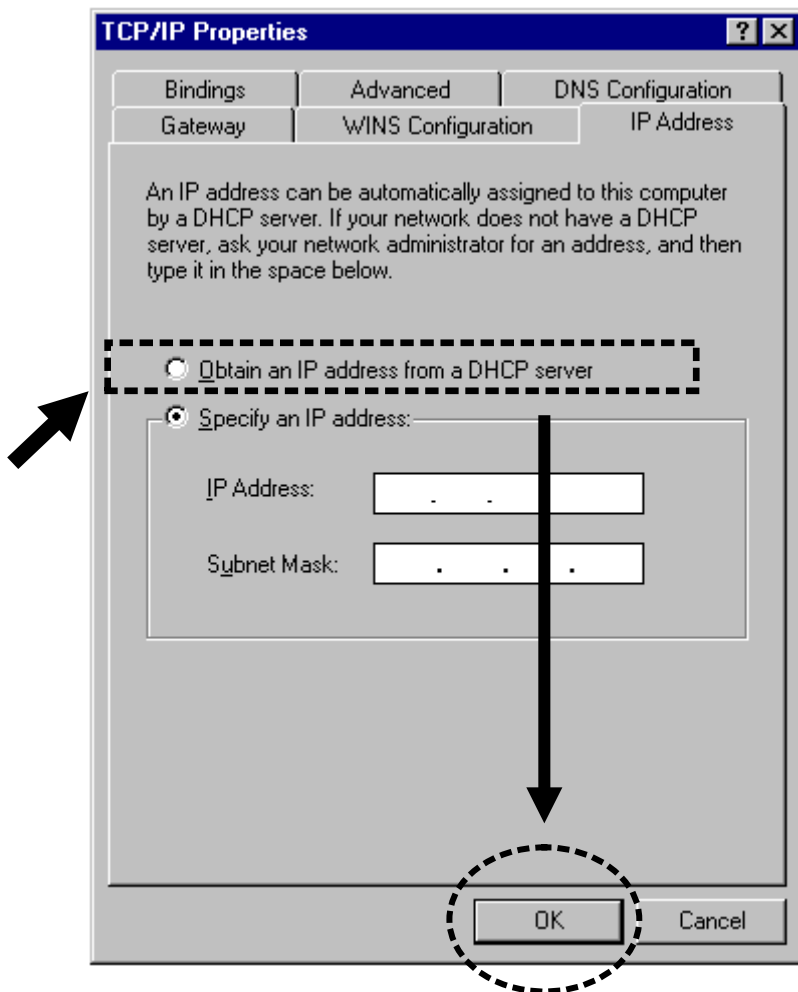 TCP/IP Properties
Bindings Advanced DNS Configuration
Gateway WINS Configuration IP Address
An IP address can be automatically assigned to this computer
by a DHCP server. If your network does not have a DHCP
server, ask your network administrator for an address, and then
type it in the space below.
Obtain an IP address from a DHCP server
Specify an IP address:
IP Address: . .
Subnet Mask: . . .
OK Cancel